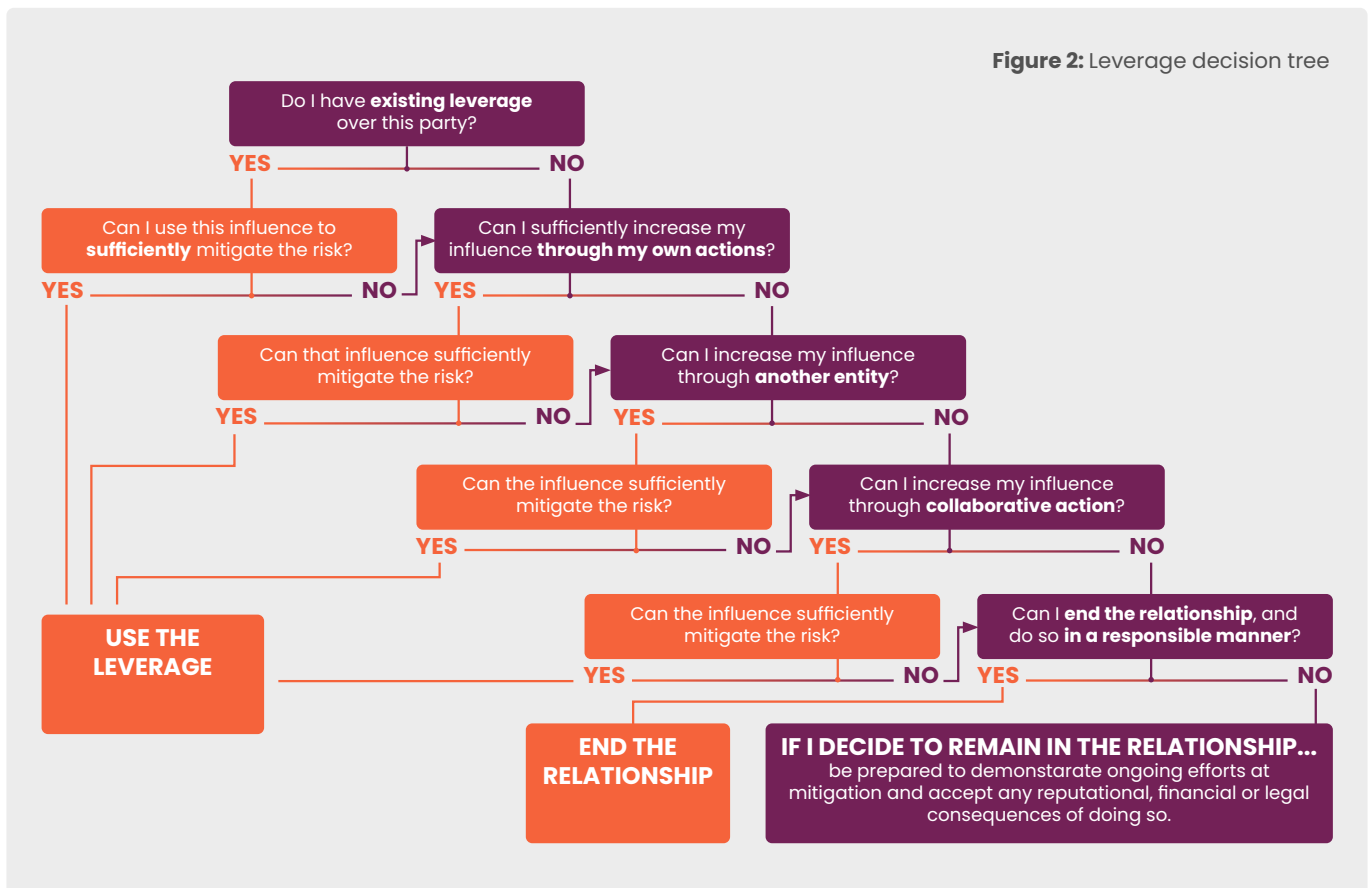 Figure 2: Leverage decision tree
Do I have existing leverage
over this party?
YES
NO
Can I use this influence to
sufficiently mitigate the risk?
Can I sufficiently increase my
influence through my own actions?
YES
NO
YES
NO
Can that influence sufficiently
mitigate the risk?
Can I increase my influence
through another entity?
YES
NO
YES
NO
Can the influence sufficiently
mitigate the risk?
Can I increase my influence
through collaborative action?
YES
NO
YES
NO
USE THE
LEVERAGE
Can the influence sufficiently
mitigate the risk?
Can I end the relationship, and
do so in a responsible manner?
YES
NO
YES
NO
END THE
RELATIONSHIP
IF I DECIDE TO REMAIN IN THE RELATIONSHIP...
be prepared to demonstarate ongoing efforts at
mitigation and accept any reputational, financial or legal
consequences of doing so.